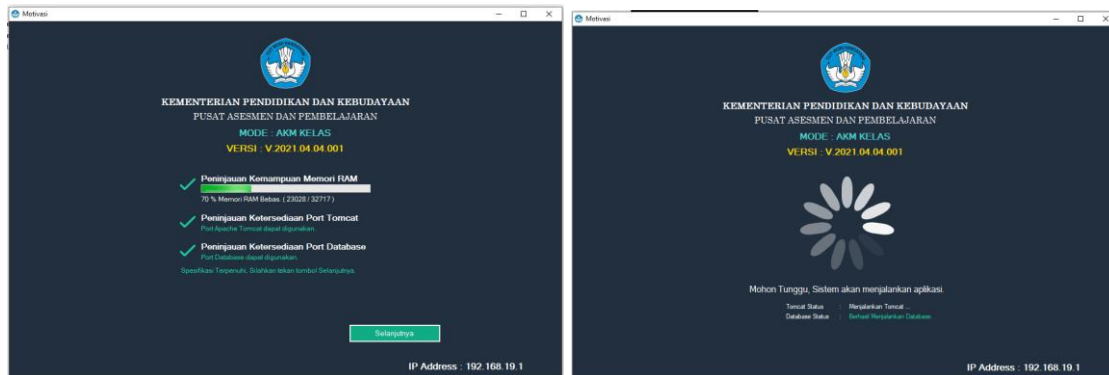 Motivasi
KEMENTERIAN PENDIDIKAN DAN KEBUDAYAAN
PUSAT ASESMEN DAN PEMBELAJARAN
MODE : AKM KELAS
VERSI : V.2021.04.04.001
Peninjauan Kemampuan Memori RAM
70 % Memori RAM Bebas. ( 23028 / 32717 )
Peninjauan Ketersediaan Port Tomcat
Port Apache Tomcat dapat digunakan.
Peninjauan Ketersediaan Port Database
Port Database dapat digunakan.
Spesifikasi Terpenuhi, Silahkan tekan tombol Selanjutnya.
Selanjutnya
IP Address : 192.168.19.1
Motivasi
KEMENTERIAN PENDIDIKAN DAN KEBUDAYAAN
PUSAT ASESMEN DAN PEMBELAJARAN
MODE : AKM KELAS
VERSI : V.2021.04.04.001
Mohon Tunggu, Sistem akan menjalankan aplikasi.
Tomcat Status : Menjalankan Tomcat ...
Database Status : Berhasil Menjalankan Database.
IP Address : 192.168.19.1